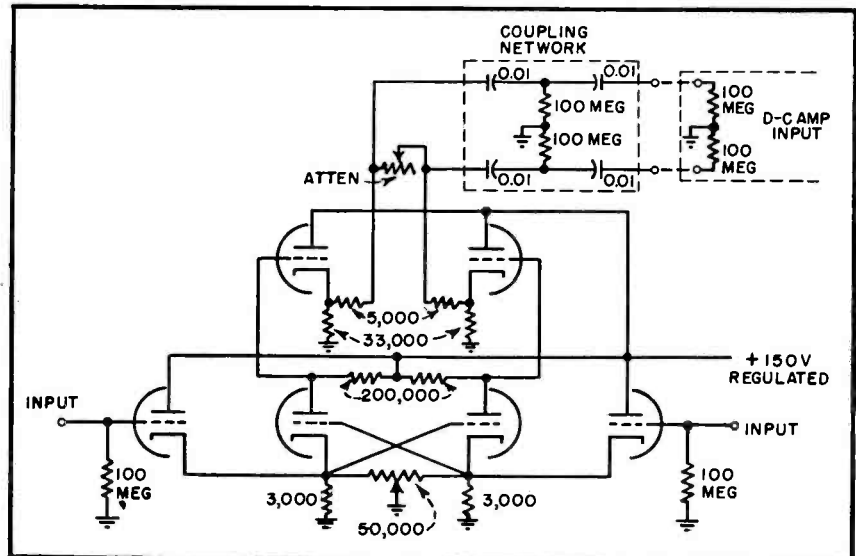 COUPLING
NETWORK
0.01
0.01
100 MEG
100 MEG
0.01
0.01
100
MEG
100
MEG
D-C AMP
INPUT
ATTEN
5,000
33,000
+150V
REGULATED
200,000
INPUT
INPUT
100
MEG
3,000
3,000
50,000
100
MEG